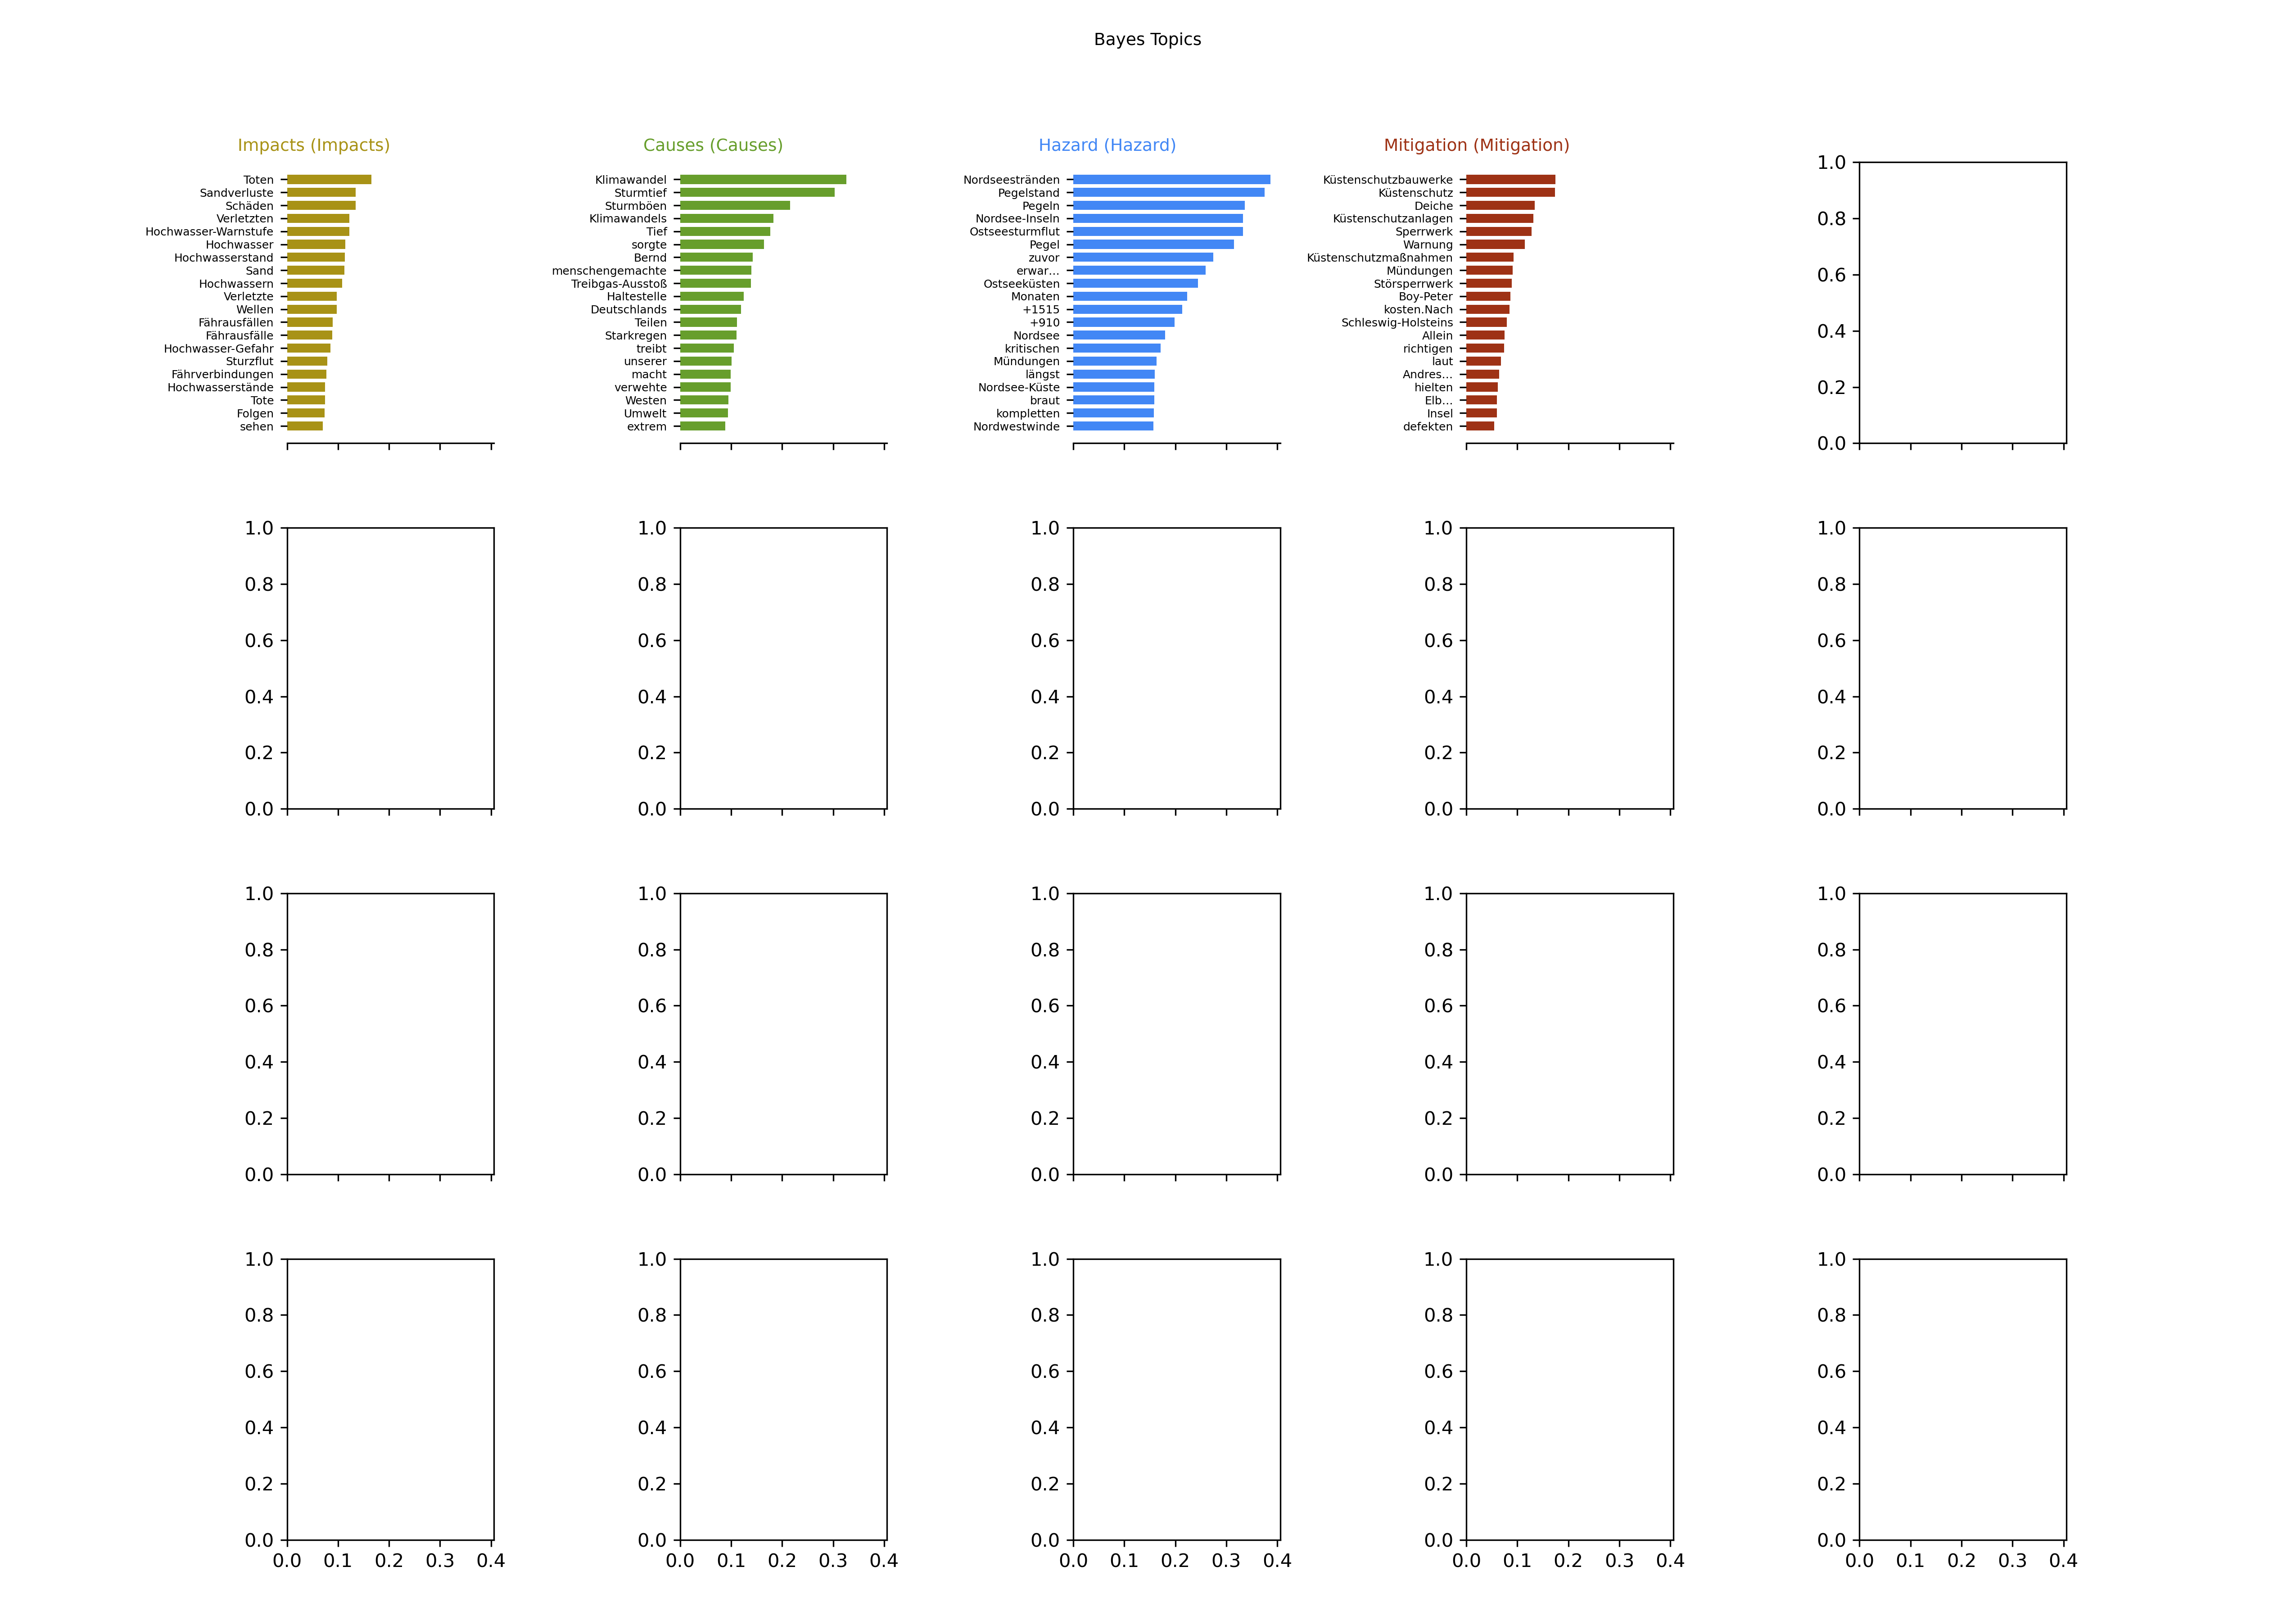 Bayes Topics
Impacts (Impacts)
Toten
Sandverluste
Schäden
Verletzten
Hochwasser-Warnstufe
Hochwasser
Hochwasserstand
Sand
Hochwassern
Verletzte
Wellen
Fährausfällen
Fährausfälle
Hochwasser-Gefahr
Sturzflut
Fährverbindungen
Hochwasserstände
Tote
Folgen
sehen
Causes (Causes)
Klimawandel
Sturmtief
Sturmböen
Klimawandels
Tief
sorgte
Bernd
menschengemachte
Treibgas-Ausstoß
Haltestelle
Deutschlands
Teilen
Starkregen
treibt
unserer
macht
verwehte
Westen
Umwelt
extrem
Hazard (Hazard)
Nordseestränden
Pegelstand
Pegeln
Nordsee-Inseln
Ostseesturmflut
Pegel
zuvor
erwar...
Ostseeküsten
Monaten
+1515
+910
Nordsee
kritischen
Mündungen
längst
Nordsee-Küste
braut
kompletten
Nordwestwinde
Mitigation (Mitigation)
Küstenschutzbauwerke
Küstenschutz
Deiche
Küstenschutzanlagen
Sperrwerk
Warnung
Küstenschutzmaßnahmen
Mündungen
Störsperrwerk
Boy-Peter
kosten.Nach
Schleswig-Holsteins
Allein
richtigen
laut
Andres...
hielten
Elb...
Insel
defekten
1.0
0.8
0.6
0.4
0.2
0.0
1.0
0.8
0.6
0.4
0.2
0.0
1.0
0.8
0.6
0.4
0.2
0.0
1.0
0.8
0.6
0.4
0.2
0.0
1.0
0.8
0.6
0.4
0.2
0.0
1.0
0.8
0.6
0.4
0.2
0.0
1.0
0.8
0.6
0.4
0.2
0.0
1.0
0.8
0.6
0.4
0.2
0.0
1.0
0.8
0.6
0.4
0.2
0.0
1.0
0.8
0.6
0.4
0.2
0.0
1.0
0.8
0.6
0.4
0.2
0.0
1.0
0.8
0.6
0.4
0.2
0.0
0.0 0.1 0.2 0.3 0.4
1.0
0.8
0.6
0.4
0.2
0.0
0.0 0.1 0.2 0.3 0.4
1.0
0.8
0.6
0.4
0.2
0.0
0.0 0.1 0.2 0.3 0.4
1.0
0.8
0.6
0.4
0.2
0.0
0.0 0.1 0.2 0.3 0.4
1.0
0.8
0.6
0.4
0.2
0.0
0.0 0.1 0.2 0.3 0.4